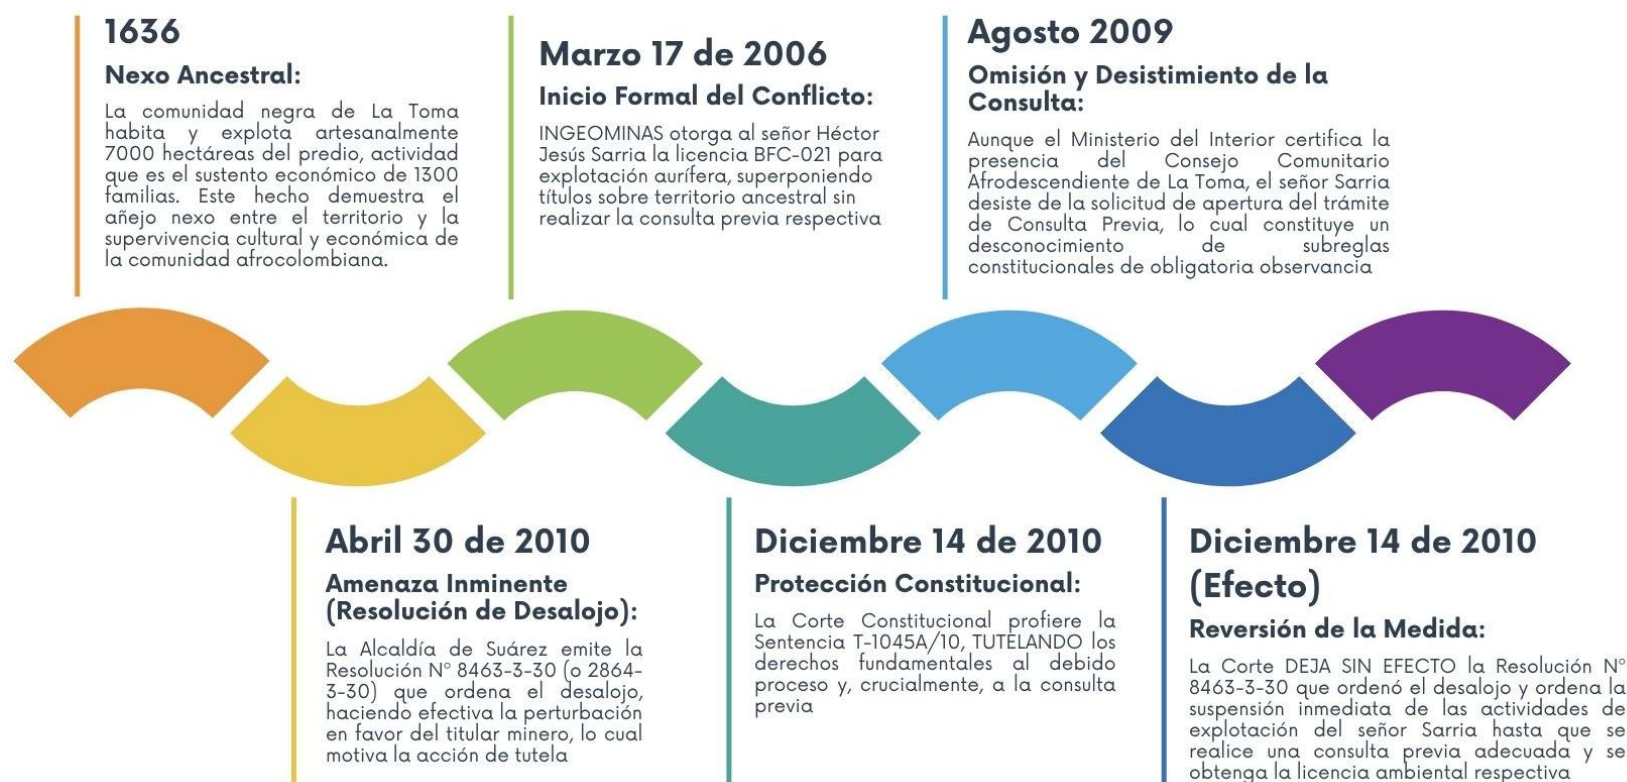 1636
Nexo Ancestral:
La comunidad negra de La Toma
habita y explota artesanalmente
7000 hectáreas del predio, actividad
que es el sustento económico de 1300
familias. Este hecho demuestra el
añejo nexo entre el territorio y la
supervivencia cultural y económica de
la comunidad afrocolombiana.
Marzo 17 de 2006
Inicio Formal del Conflicto:
INGEOMINAS otorga al señor Héctor
Jesús Sarria la licencia BFC-021 para
explotación aurífera, superponiendo
títulos sobre territorio ancestral sin
realizar la consulta previa respectiva
Agosto 2009
Omisión y Desistimiento de la
Consulta:
Aunque el Ministerio del Interior certifica la
presencia del Consejo Comunitario
Afrodescendiente de La Toma, el señor Sarria
desiste de la solicitud de apertura del trámite
de Consulta Previa, lo cual constituye un
desconocimiento de subreglas
constitucionales de obligatoria observancia
Abril 30 de 2010
Amenaza Inminente
(Resolución de Desalojo):
La Alcaldía de Suárez emite la
Resolución N° 8463-3-30 (o 2864-
3-30) que ordena el desalojo,
haciendo efectiva la perturbación
en favor del titular minero, lo cual
motiva la acción de tutela
Diciembre 14 de 2010
Protección Constitucional:
La Corte Constitucional profiere la
Sentencia T-1045A/10, TUTELANDO los
derechos fundamentales al debido
proceso y, crucialmente, a la consulta
previa
Diciembre 14 de 2010
(Efecto)
Reversión de la Medida:
La Corte DEJA SIN EFECTO la Resolución N°
8463-3-30 que ordenó el desalojo y ordena la
suspensión inmediata de las actividades de
explotación del señor Sarria hasta que se
realice una consulta previa adecuada y se
obtenga la licencia ambiental respectiva